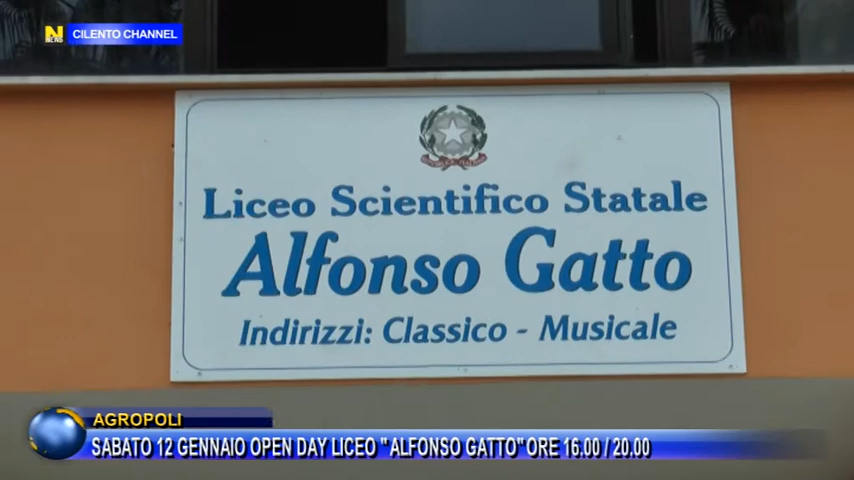 N
NEWS
CILENTO CHANNEL
Liceo Scientifico Statale
Alfonso Gatto
Indirizzi: Classico - Musicale
AGROPOLI
SABATO 12 GENNAIO OPEN DAY LICEO "ALFONSO GATTO" ORE 16.00 / 20.00